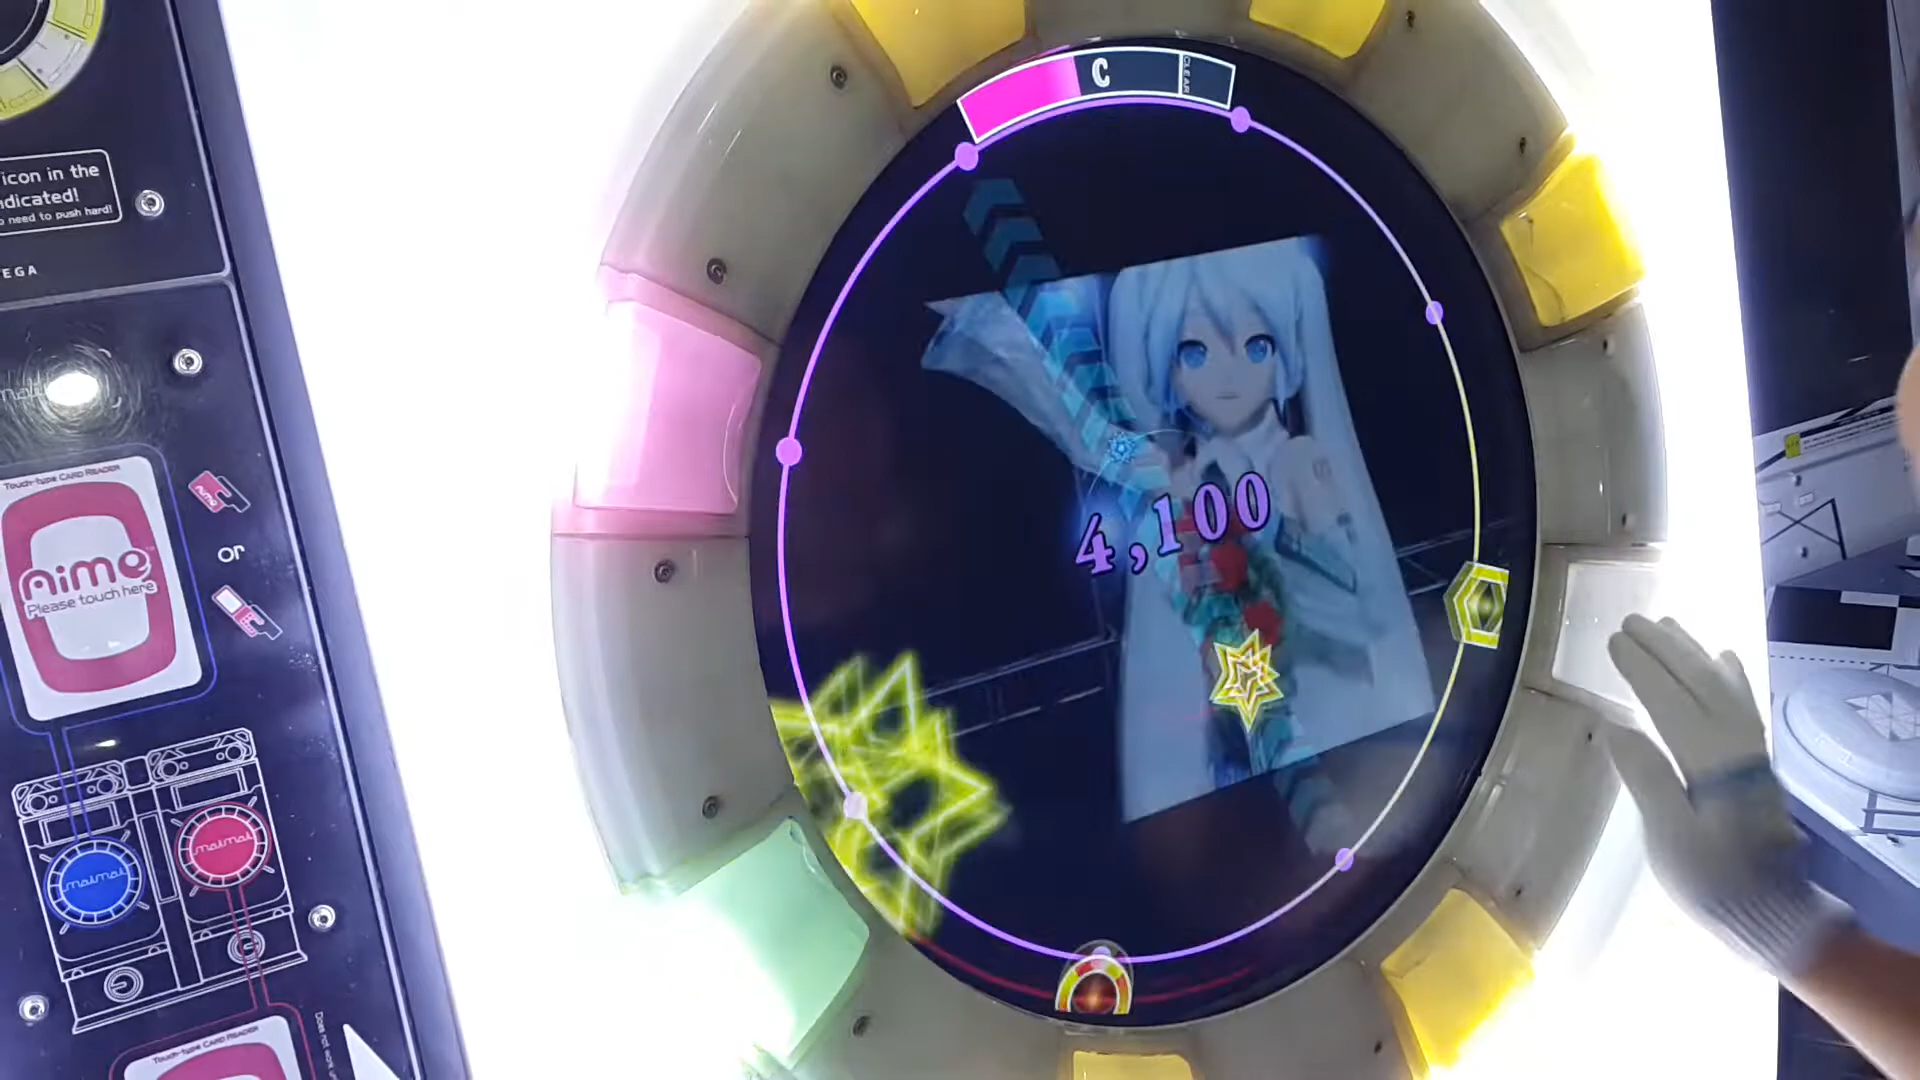 icon in the
dicated!
o need to push hard!
EGA
Touch-type CARD READER
Aime
Please touch here
or
maimai
maimai
Touch-type CARD READER
C
CLEAR
4,100